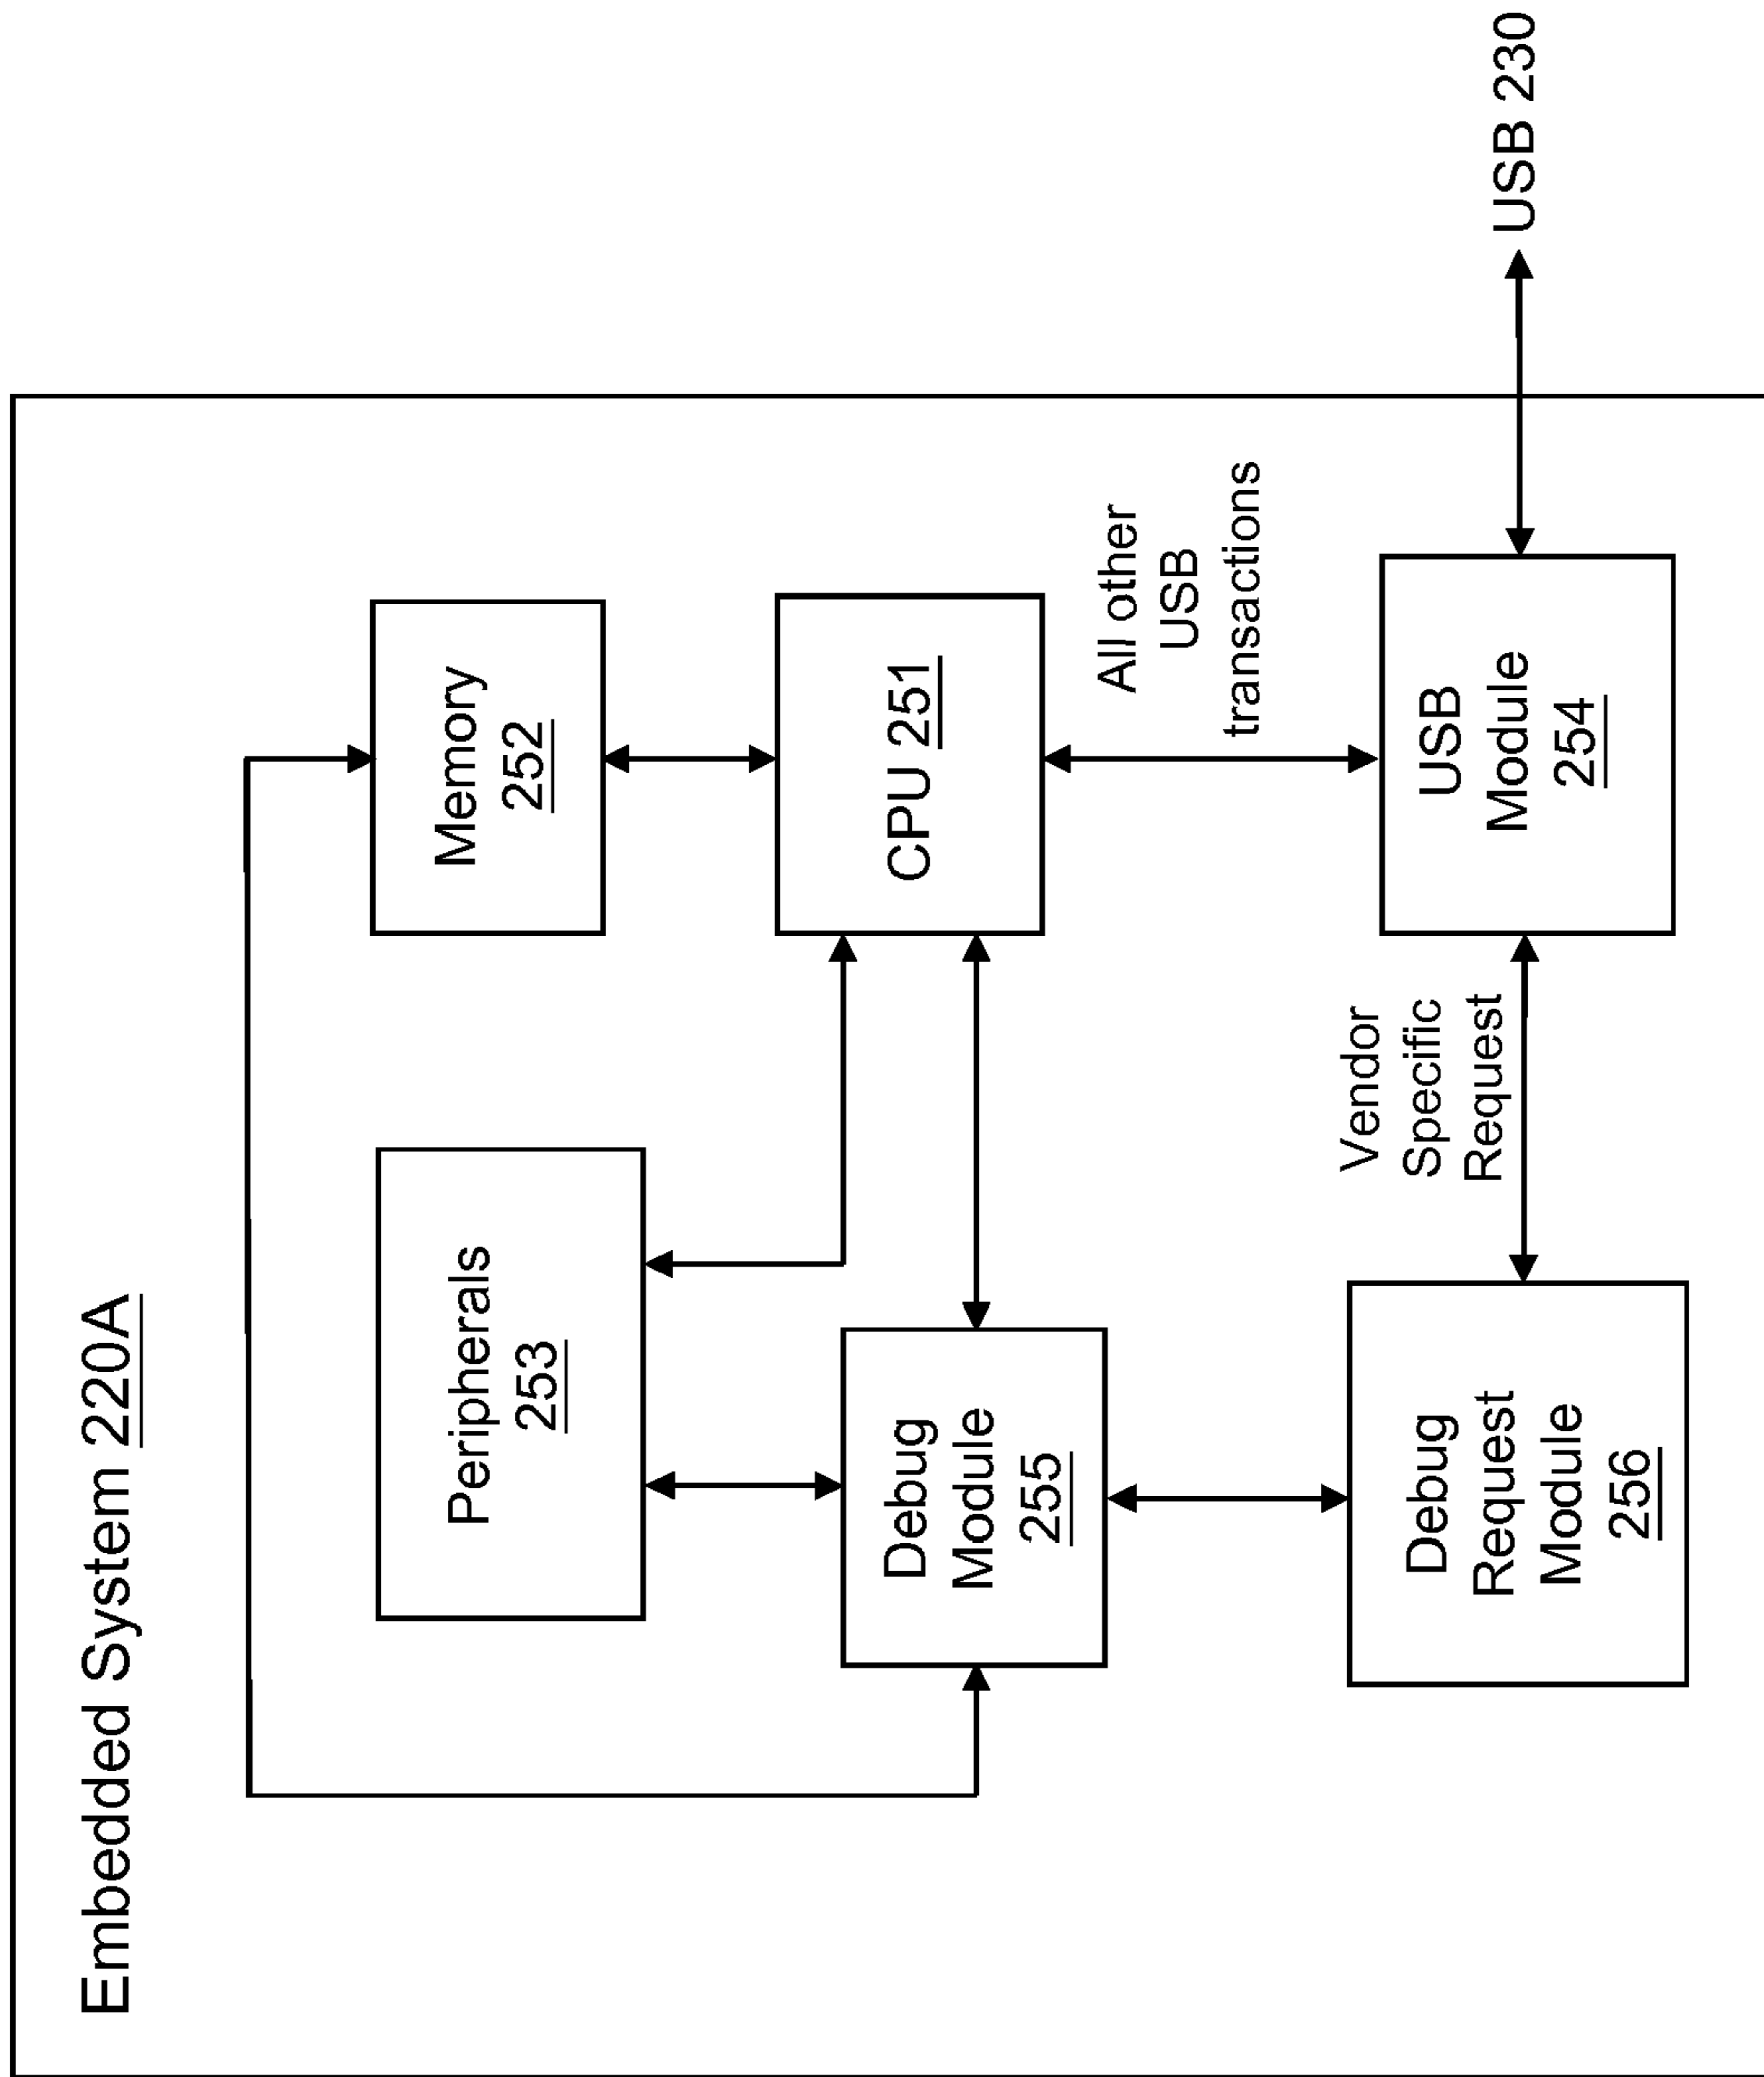 Embedded System 220A
Peripherals
253
Memory
252
Debug
Module
255
CPU 251
All other
USB
transactions
Vendor
Specific
Request
Debug
Request
Module
256
USB
Module
254
USB 230